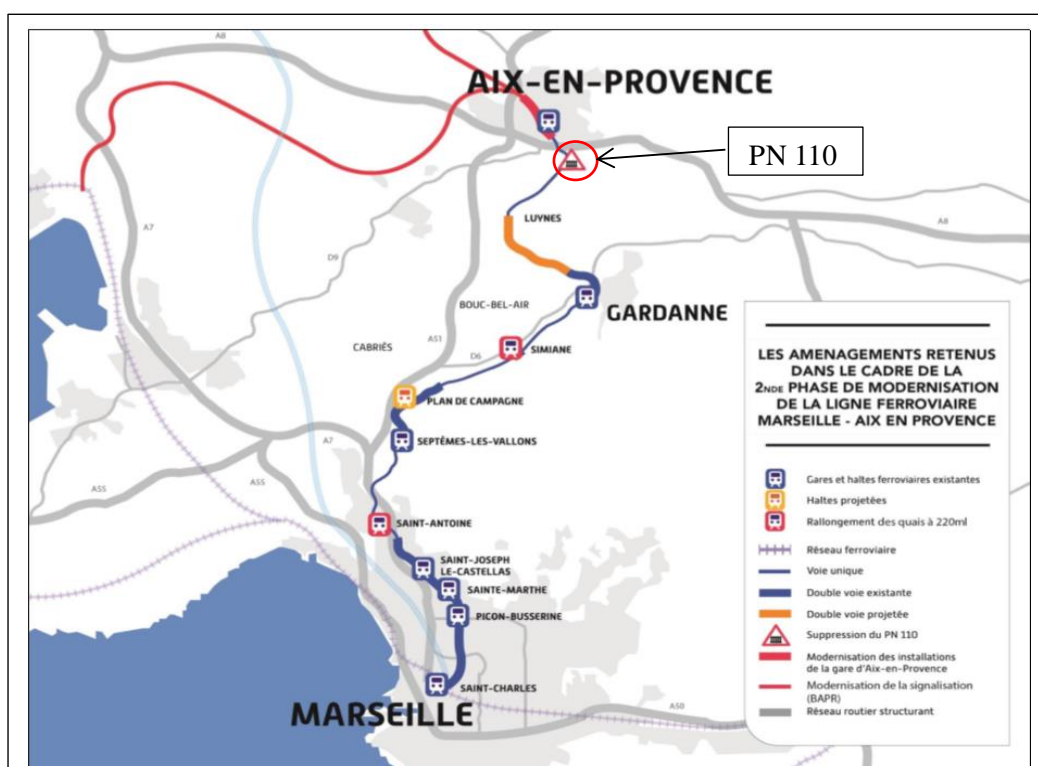 A8
AIX-EN-PROVENCE
PN 110
LUYNES
A8
A7
D9
BOUC-BEL-AIR
GARDANNE
CABRIÈS
A51
D6
SIMIANE
PLAN DE CAMPAGNE
SEPTÈMES-LES-VALLONS
A7
A55
A55
SAINT-ANTOINE
SAINT-JOSEPH
LE-CASTELLAS
SAINTE-MARTHE
PICON-BUSSERINE
SAINT-CHARLES
MARSEILLE
A50
LES AMENAGEMENTS RETENUS
DANS LE CADRE DE LA
2NDE PHASE DE MODERNISATION
DE LA LIGNE FERROVIAIRE
MARSEILLE - AIX EN PROVENCE
Gares et haltes ferroviaires existantes
Haltes projetées
Rallongement des quais à 220ml
Réseau ferroviaire
Voie unique
Double voie existante
Double voie projetée
Suppression du PN 110
Modernisation des installations
de la gare d'Aix-en-Provence
Modernisation de la signalisation
(BAPR)
Réseau routier structurant